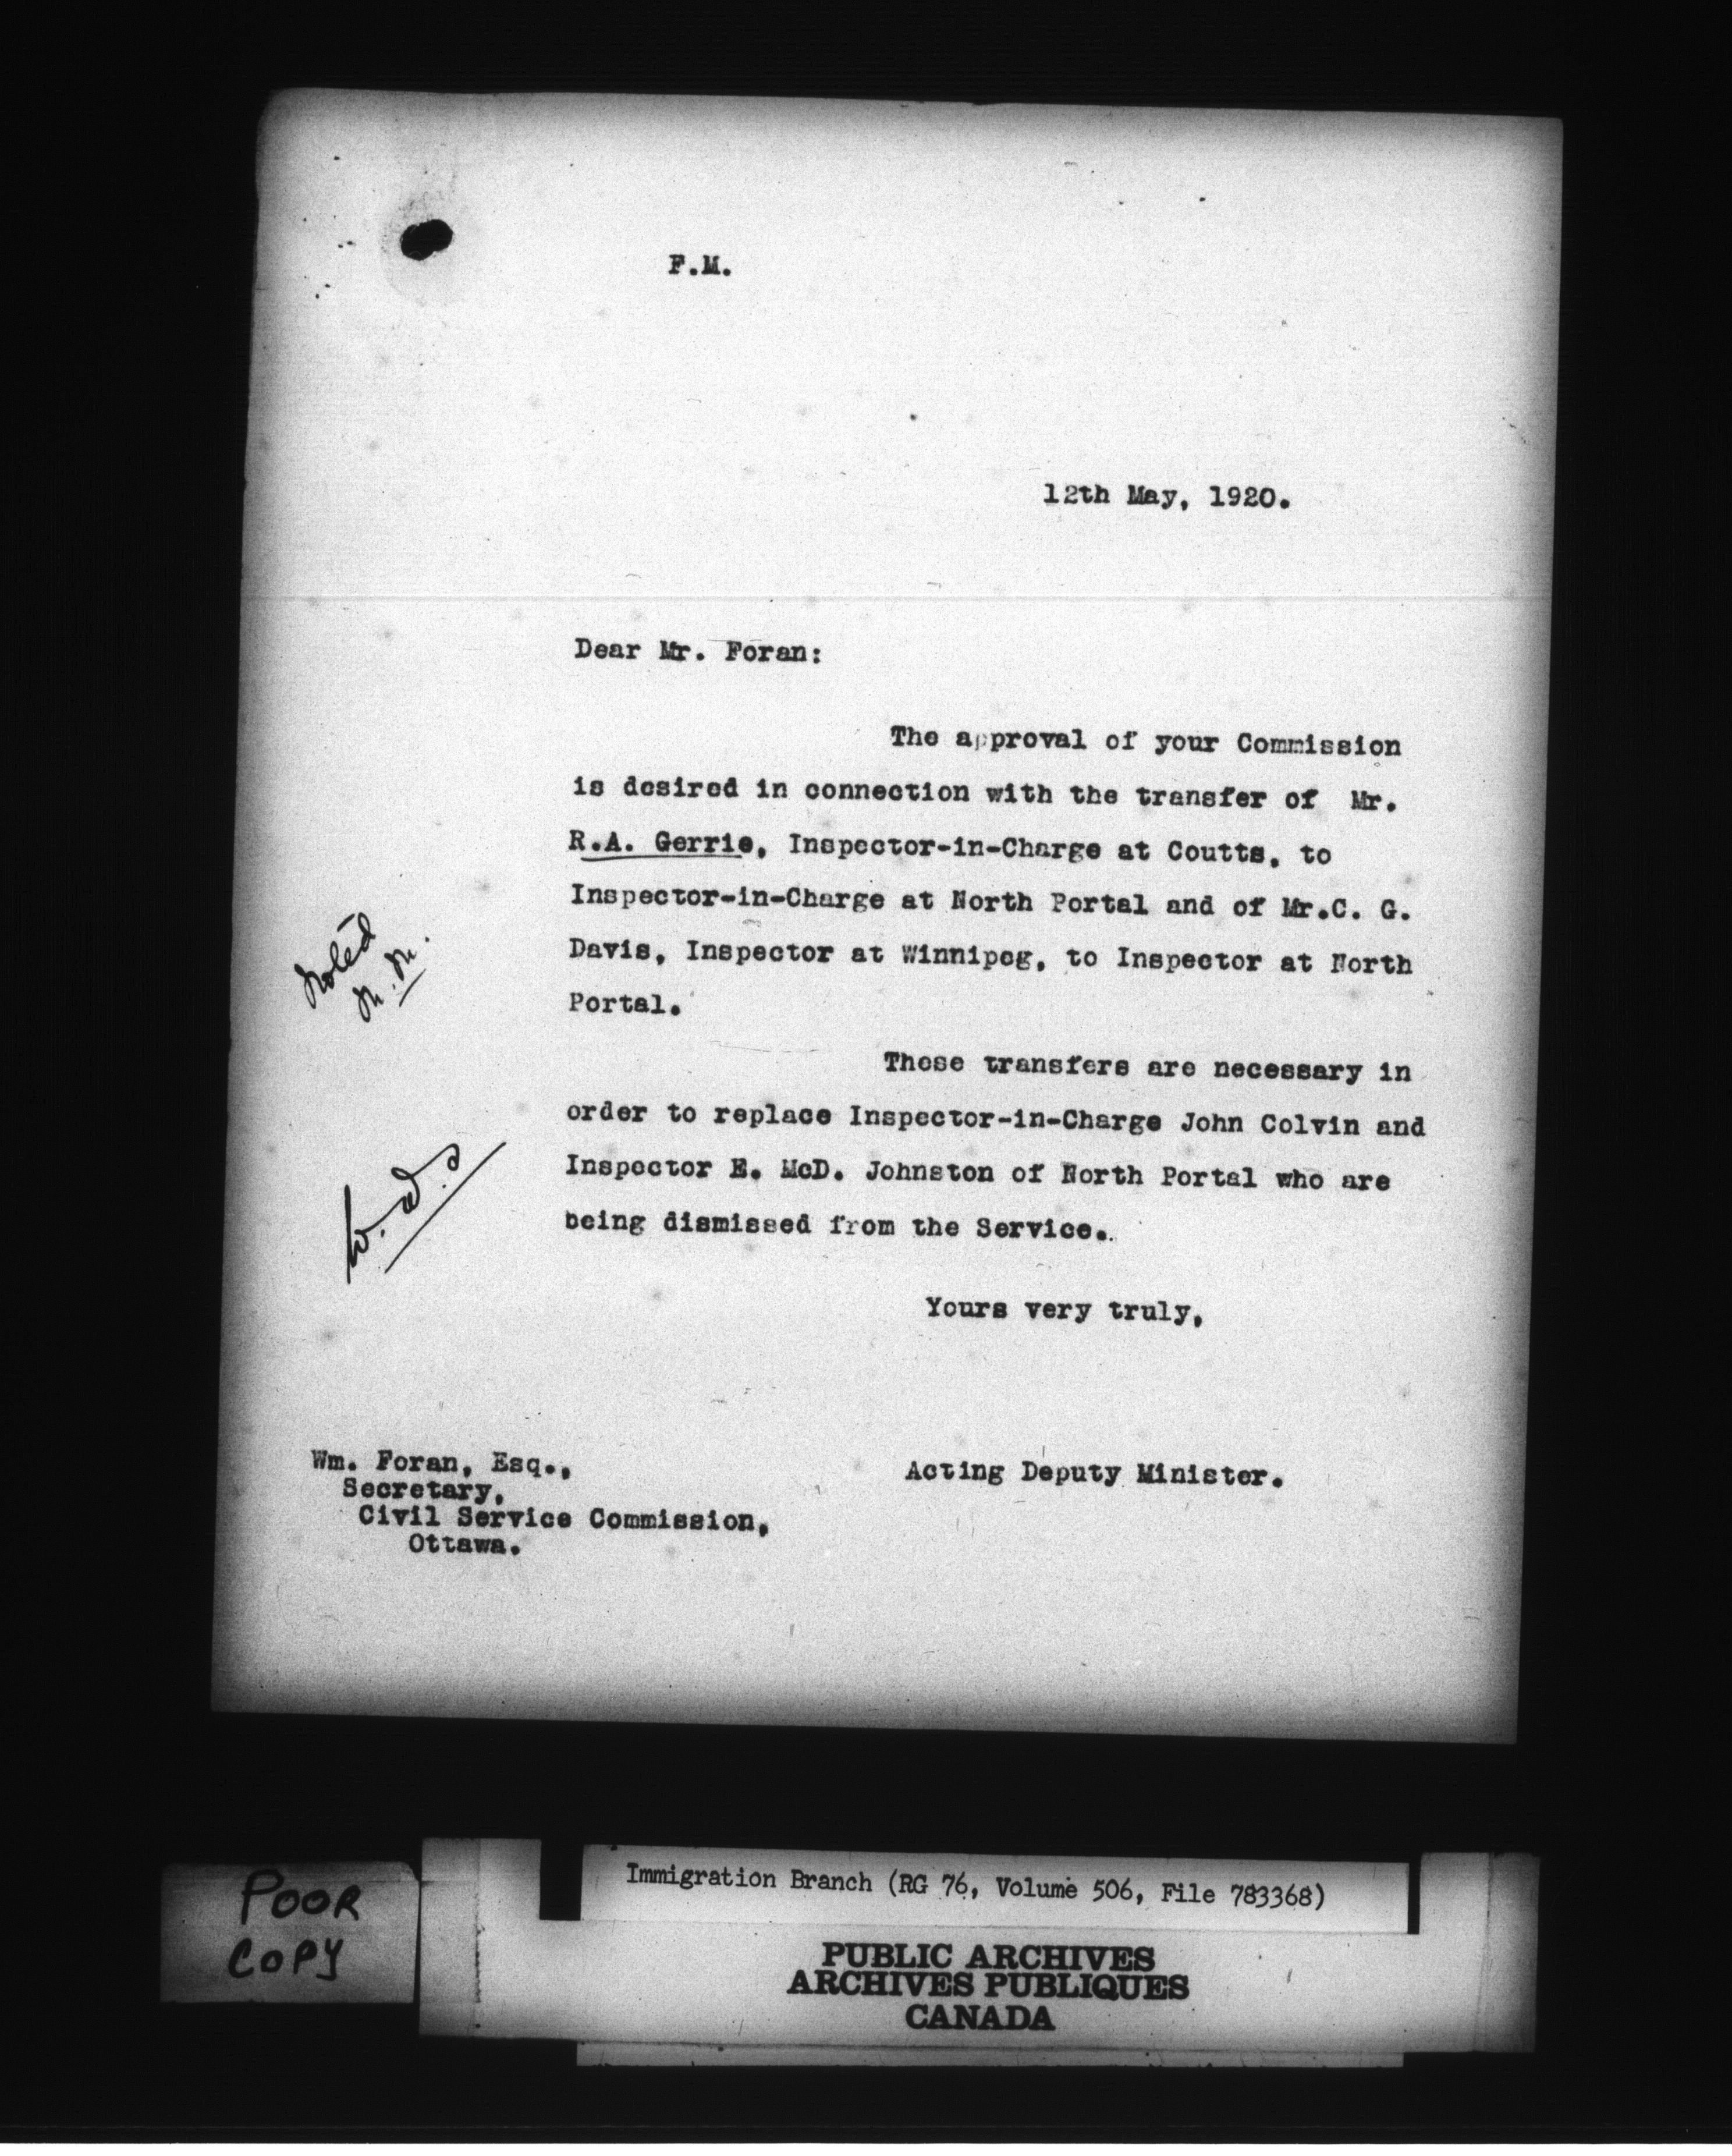 F.M.
12th May, 1920.
Dear Mr. Foran:
The approval of your Commission
is desired in connection with the transfer of Mr.
R.A. Gerrie, Inspector-in-Charge at Coutts, to
Inspector-in-Charge at North Portal and of Mr.C. G.
Davis, Inspector at Winnipeg, to Inspector at North
Portal.
Noted
M.M.
These transfers are necessary in
order to replace Inspector-in-Charge John Colvin and
Inspector E. McD. Johnston of North Portal who are
being dismissed from the Service.
Yours very truly,
Wm. Foran, Esq.,
Secretary,
Civil Service Commission,
Ottawa.
Acting Deputy Minister.
POOR
COPY
Immigration Branch (RG 76, Volume 506, File 783368)
PUBLIC ARCHIVES
ARCHIVES PUBLIQUES
CANADA